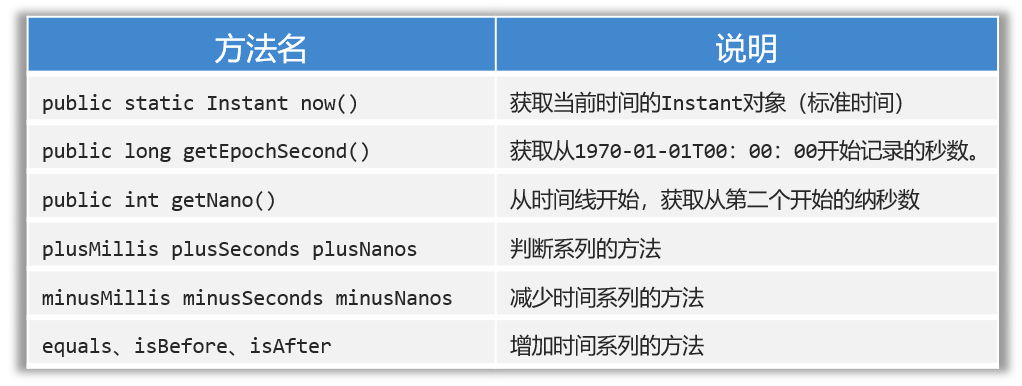 方法名 说明
public static Instant now() 获取当前时间的Instant对象（标准时间）
public long getEpochSecond() 获取从1970-01-01T00：00：00开始记录的秒数。
public int getNano() 从时间线开始，获取从第二个开始的纳秒数
plusMillis plusSeconds plusNanos 判断系列的方法
minusMillis minusSeconds minusNanos 减少时间系列的方法
equals、isBefore、isAfter 增加时间系列的方法